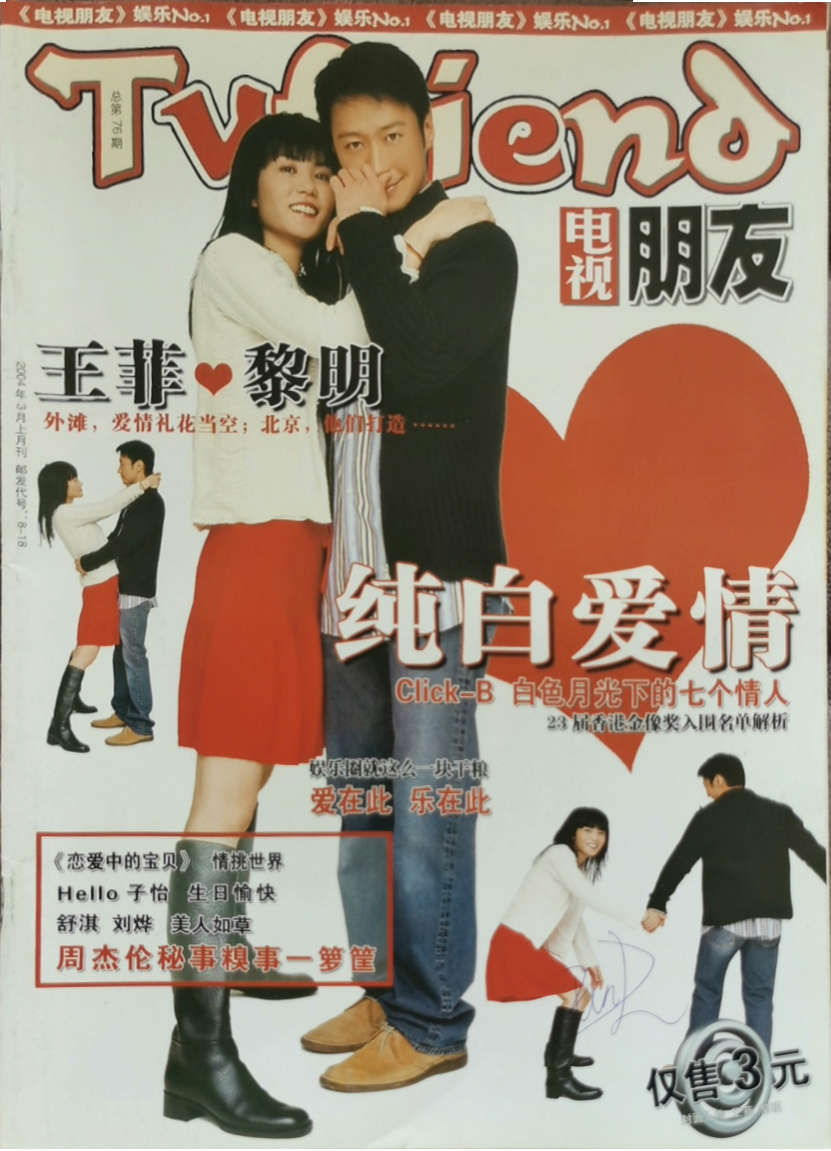 《电视朋友》娱乐No.1 《电视朋友》娱乐No.1 《电视朋友》娱乐No.1 《电视朋友》娱乐No.1
Tvfriend
总第76期
电视朋友
王菲 黎明
外滩，爱情礼花当空；北京，他们打造……
2004年3月上月刊 邮发代号：8-18
纯白爱情
Click-B 白色月光下的七个情人
23届香港金像奖入围名单解析
娱乐圈就这么一块干粮
爱在此 乐在此
《恋爱中的宝贝》 情挑世界
Hello 子怡 生日愉快
舒淇 刘烨 美人如草
周杰伦秘事糗事一箩筐
仅售3元